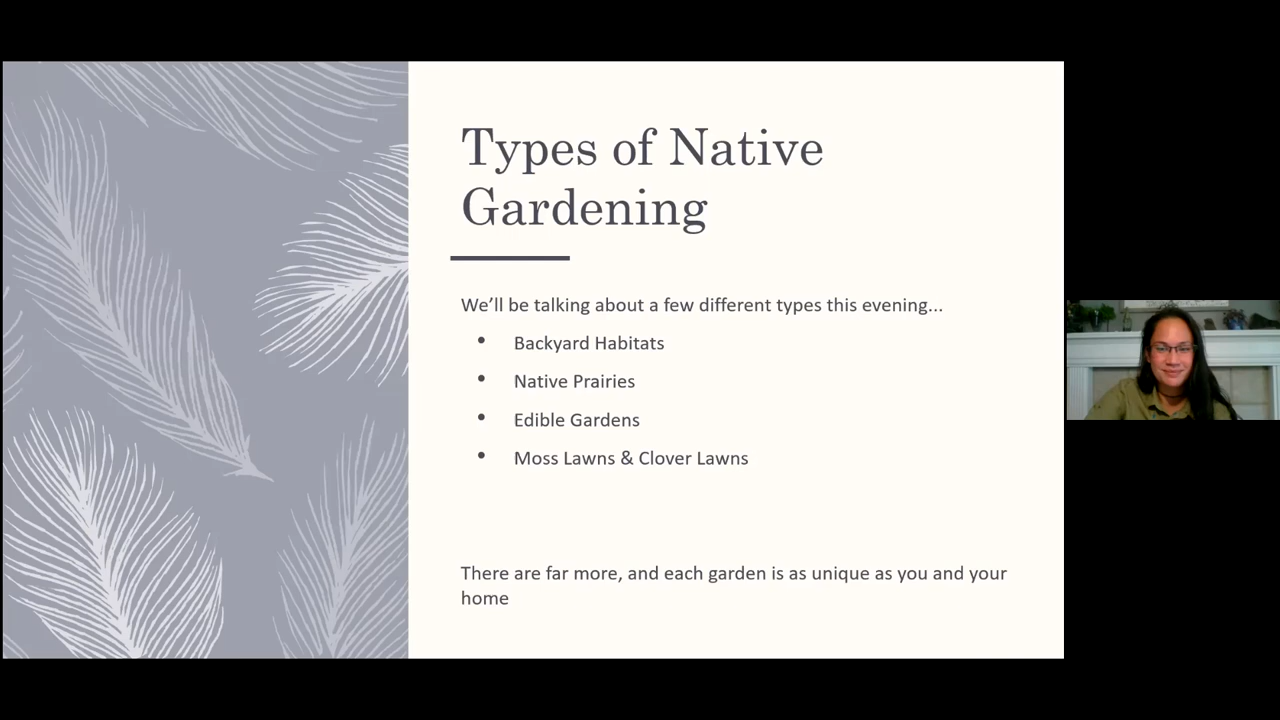 Types of Native
Gardening
We’ll be talking about a few different types this evening...
• Backyard Habitats
• Native Prairies
• Edible Gardens
• Moss Lawns & Clover Lawns
There are far more, and each garden is as unique as you and your
home